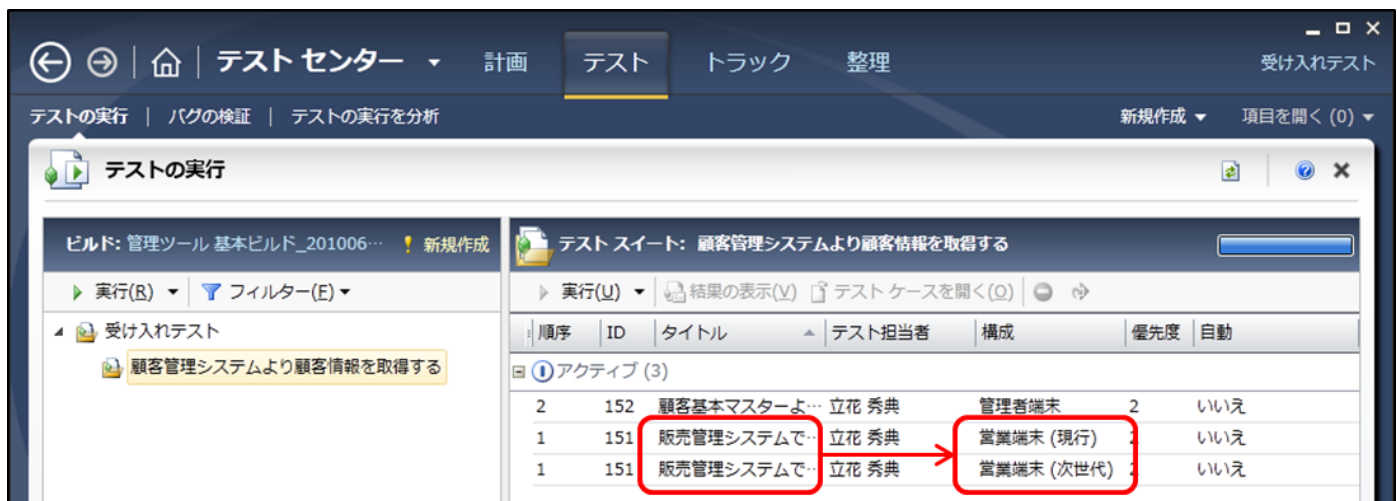 テスト センター 計画 テスト トラック 整理 受け入れテスト
テストの実行 | バグの検証 | テストの実行を分析 新規作成 項目を開く (0)
テストの実行
ビルド: 管理ツール 基本ビルド_201006… 新規作成
テスト スイート: 顧客管理システムより顧客情報を取得する
実行(R) フィルター(F)
実行(U) 結果の表示(V) テスト ケースを開く(O)
受け入れテスト
顧客管理システムより顧客情報を取得する
順序 ID タイトル テスト担当者 構成 優先度 自動
アクティブ (3)
2 152 顧客基本マスターよ… 立花 秀典 管理者端末 2 いいえ
1 151 販売管理システムで… 立花 秀典 営業端末 (現行) 2 いいえ
1 151 販売管理システムで… 立花 秀典 営業端末 (次世代) 2 いいえ